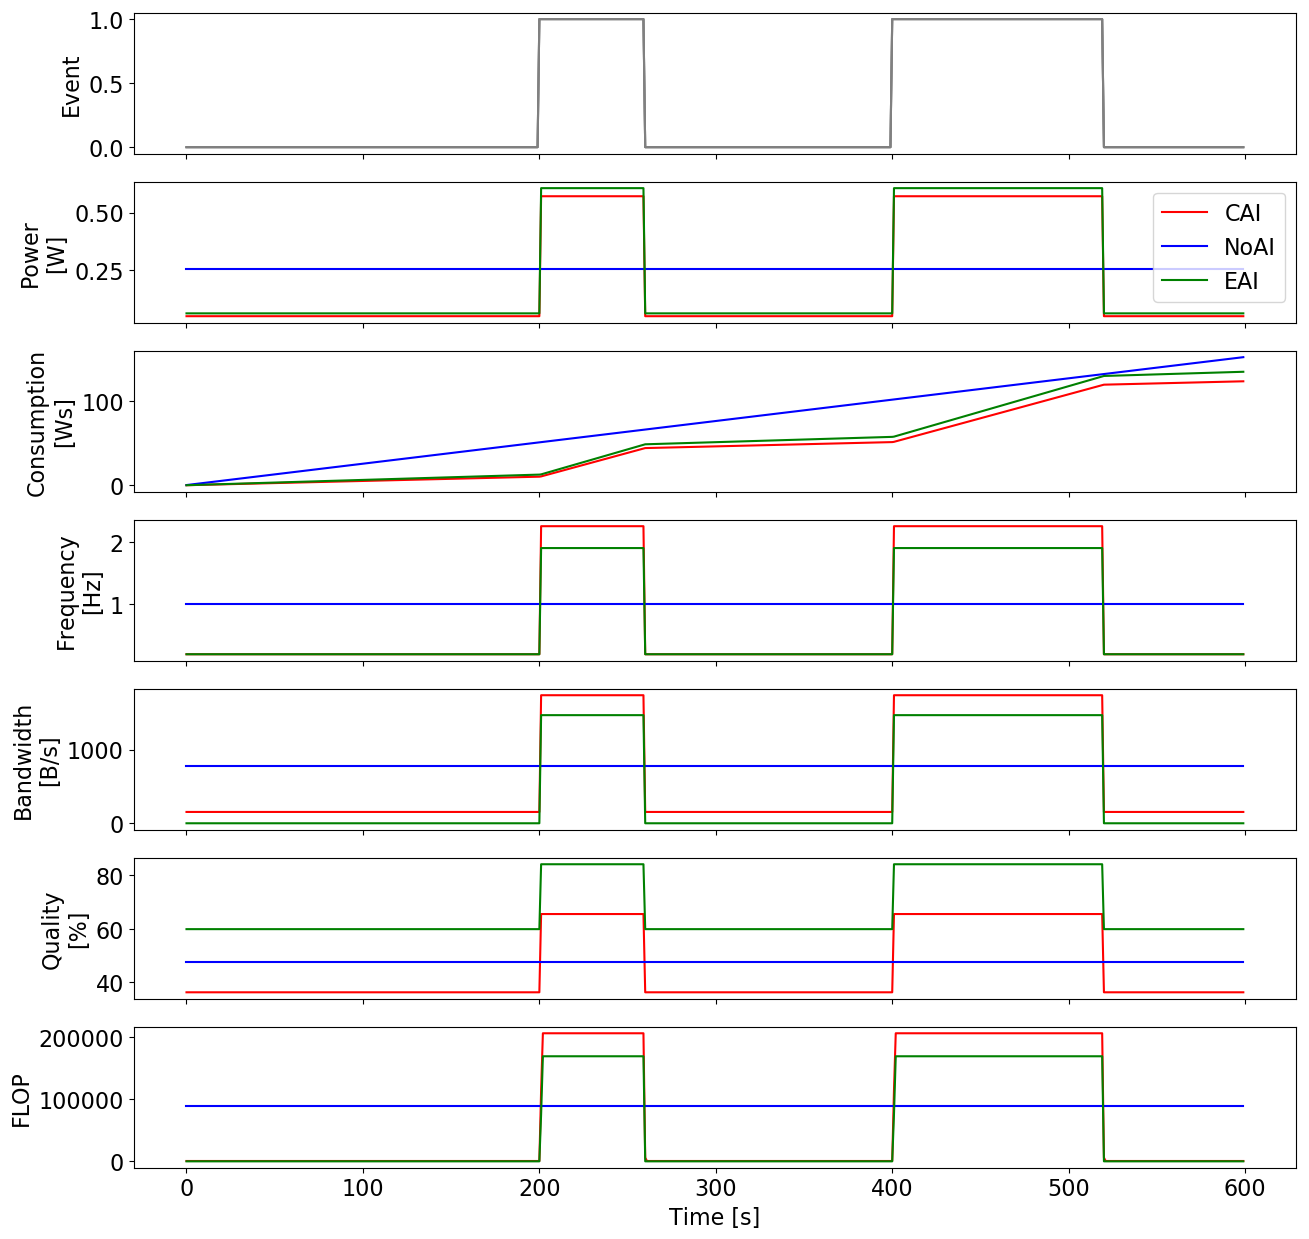 1.0
0.5
0.0
Event
0.50
0.25
Power
[W]
CAI
NoAI
EAI
100
0
Consumption
[Ws]
2
1
Frequency
[Hz]
1000
0
Bandwidth
[B/s]
80
60
40
Quality
[%]
200000
100000
0
FLOP
0 100 200 300 400 500 600
Time [s]